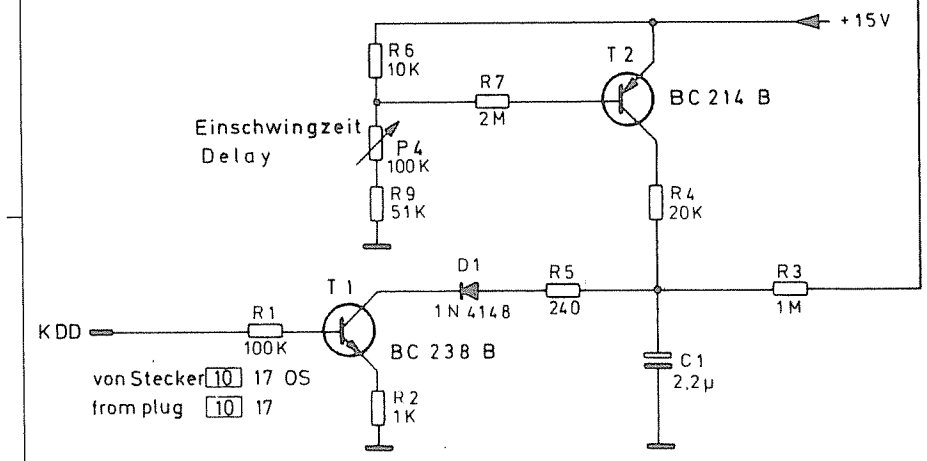 +15V
R6
10K
T2
R7
2M
BC 214 B
Einschwingzeit
Delay
P4
100K
R9
51K
R4
20K
D1
1N4148
R5
240
R3
1M
T1
KDD
R1
100K
BC 238 B
C1
2,2µ
von Stecker 10 17 OS
from plug 10 17
R2
1K